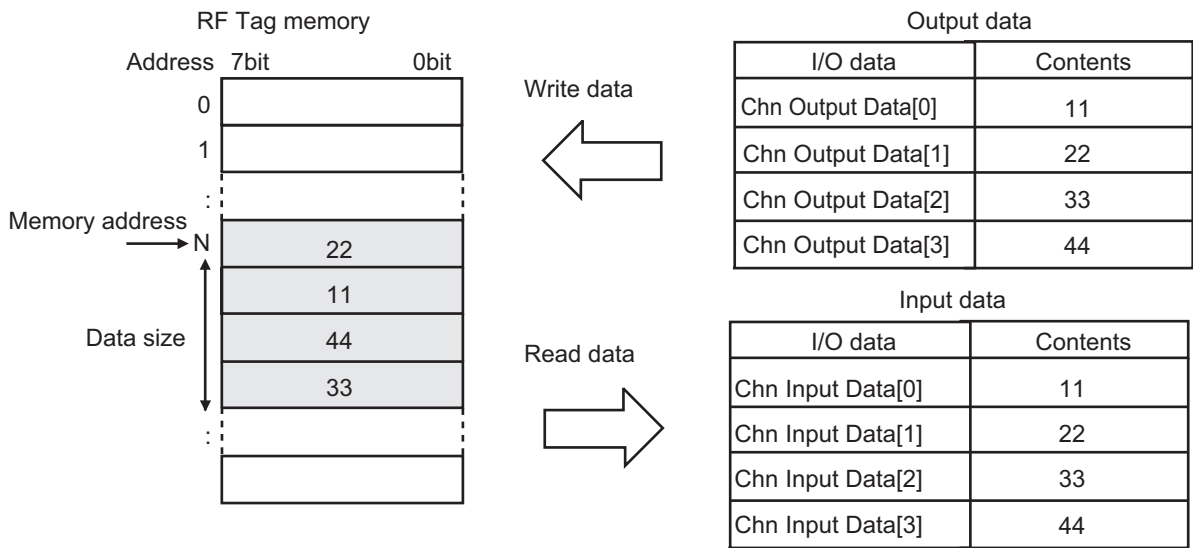 RF Tag memory
Address 7bit 0bit
0
1
:
Memory address
N
22
11
44
33
Data size
:
Write data
Read data
Output data
I/O data Contents
Chn Output Data[0] 11
Chn Output Data[1] 22
Chn Output Data[2] 33
Chn Output Data[3] 44
Input data
I/O data Contents
Chn Input Data[0] 11
Chn Input Data[1] 22
Chn Input Data[2] 33
Chn Input Data[3] 44